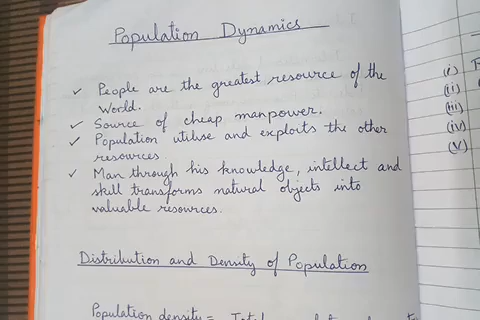 Population Dynamics
✓ People are the greatest resource of the
World.
✓ Source of cheap manpower.
✓ Population utilise and exploits the other
resources.
✓ Man through his knowledge, intellect and
skill transforms natural objects into
valuable resources.
Distribution and Density of Population
Population density =
(i)
(ii)
(iii)
(iv)
(v)